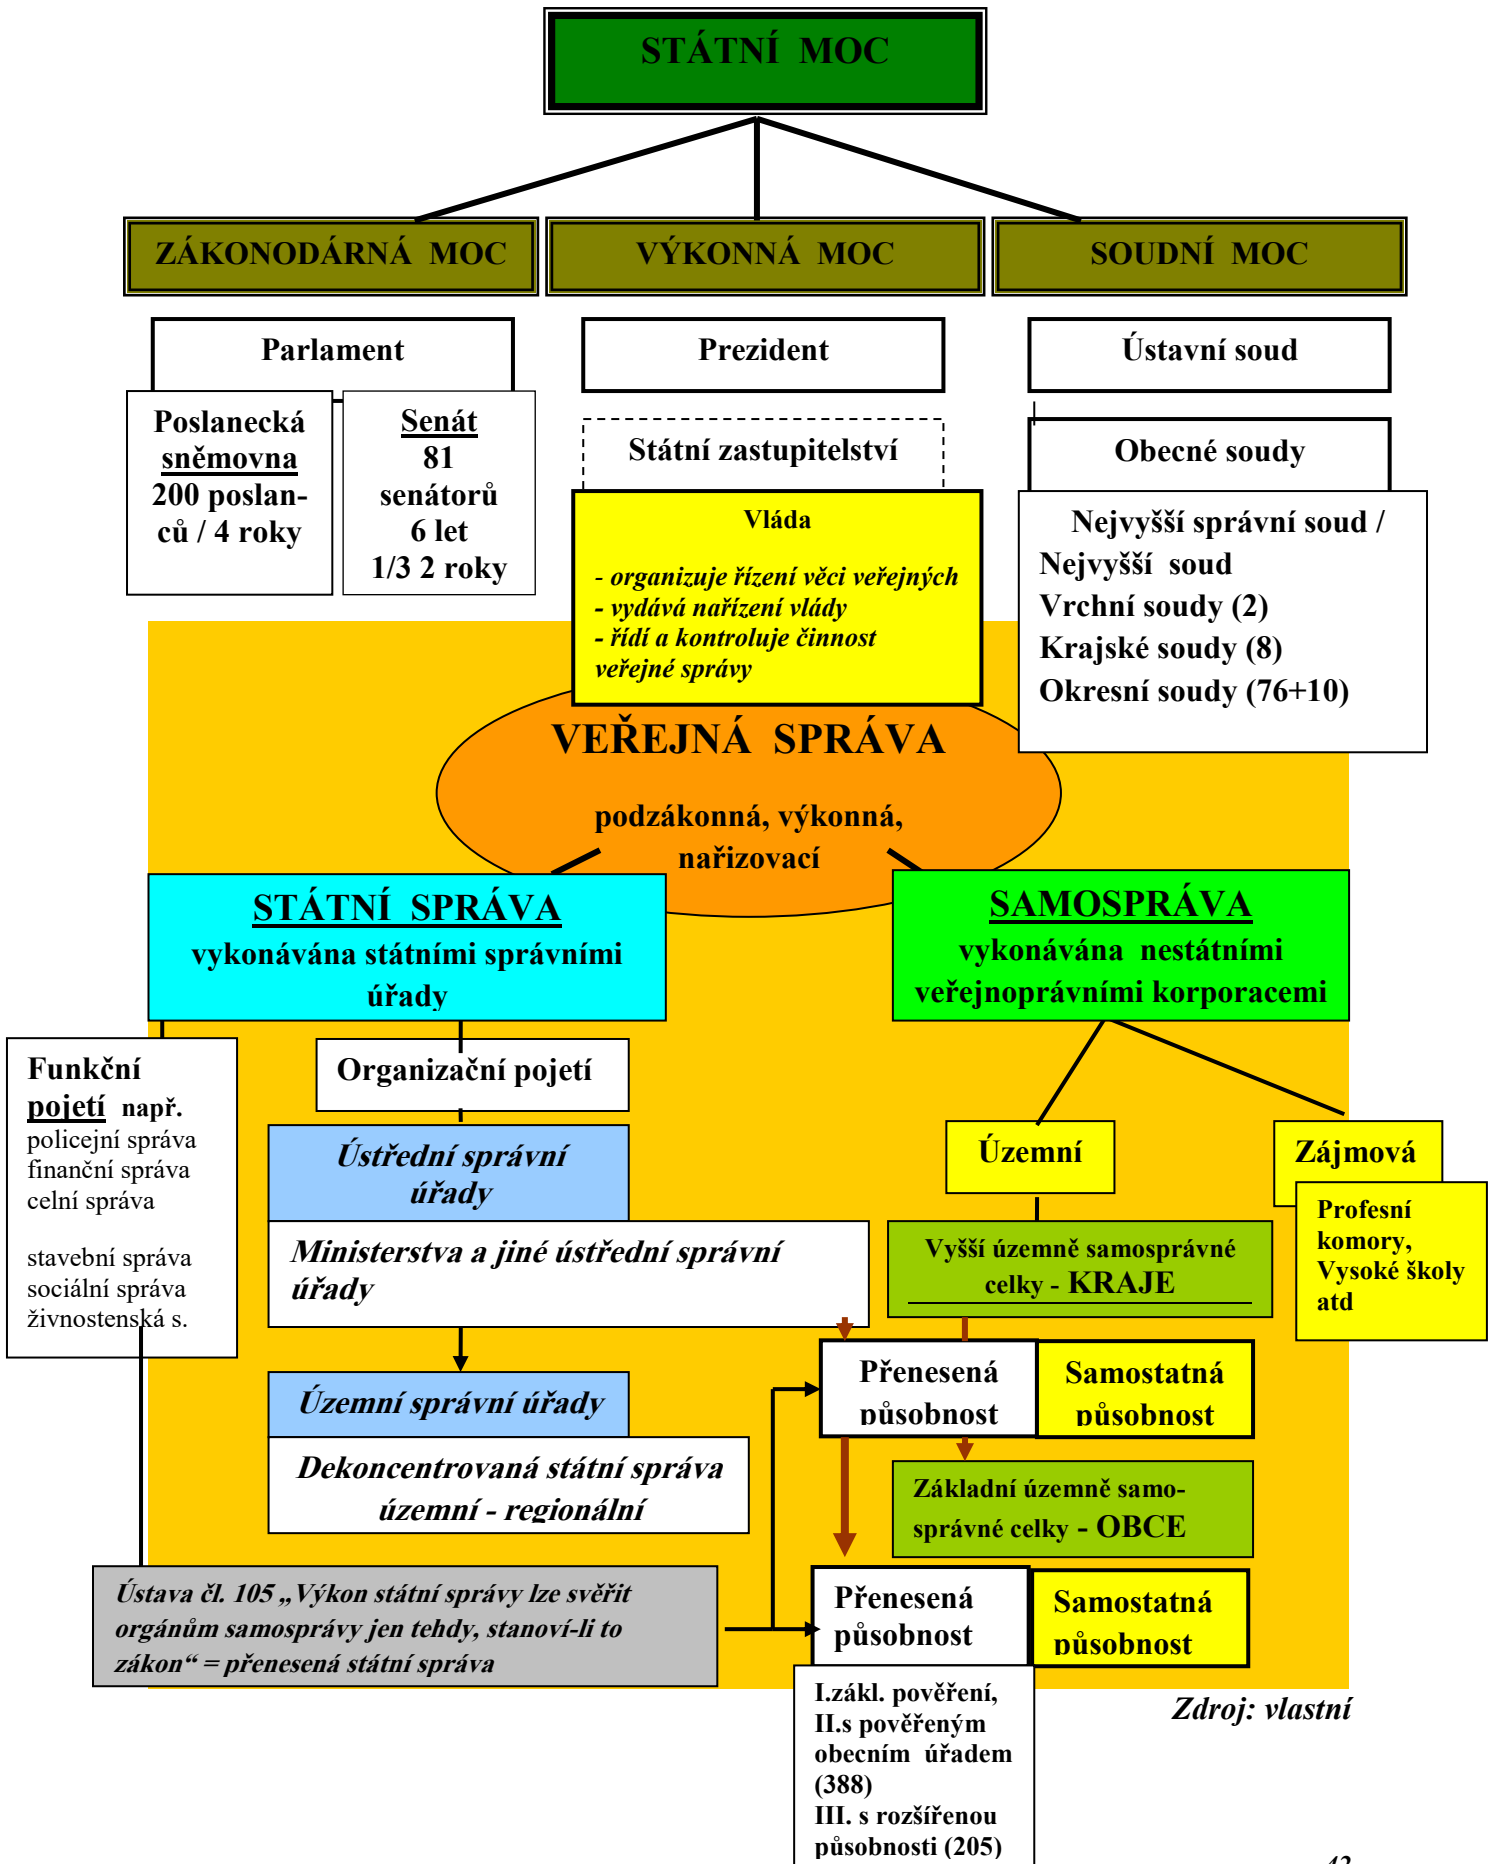 STÁTNÍ MOC
ZÁKONODÁRNÁ MOC
VÝKONNÁ MOC
SOUDNÍ MOC
Parlament
Prezident
Ústavní soud
Poslanecká
sněmovna
200 poslan-
ců / 4 roky
Senát
81
senátorů
6 let
1/3 2 roky
Státní zastupitelství
Vláda
- organizuje řízení věci veřejných
- vydává nařízení vlády
- řídí a kontroluje činnost
veřejné správy
Obecné soudy
Nejvyšší správní soud /
Nejvyšší soud
Vrchní soudy (2)
Krajské soudy (8)
Okresní soudy (76+10)
VEŘEJNÁ SPRÁVA
podzákonná, výkonná,
nařizovací
STÁTNÍ SPRÁVA
vykonávána státními správními
úřady
SAMOSPRÁVA
vykonávána nestátními
veřejnoprávními korporacemi
Funkční
pojetí např.
policejní správa
finanční správa
celní správa
stavební správa
sociální správa
živnostenská s.
Organizační pojetí
Ústřední správní
úřady
Ministerstva a jiné ústřední správní
úřady
Územní správní úřady
Dekoncentrovaná státní správa
územní - regionální
Územní
Zájmová
Profesní
komory,
Vysoké školy
atd
Vyšší územně samosprávné
celky - KRAJE
Přenesená
působnost
Samostatná
působnost
Základní územně samo-
správné celky - OBCE
Ústava čl. 105 „Výkon státní správy lze svěřit
orgánům samosprávy jen tehdy, stanoví-li to
zákon“ = přenesená státní správa
Přenesená
působnost
Samostatná
působnost
I.zákl. pověření,
II.s pověřeným
obecním úřadem
(388)
III. s rozšířenou
působnosti (205)
Zdroj: vlastní